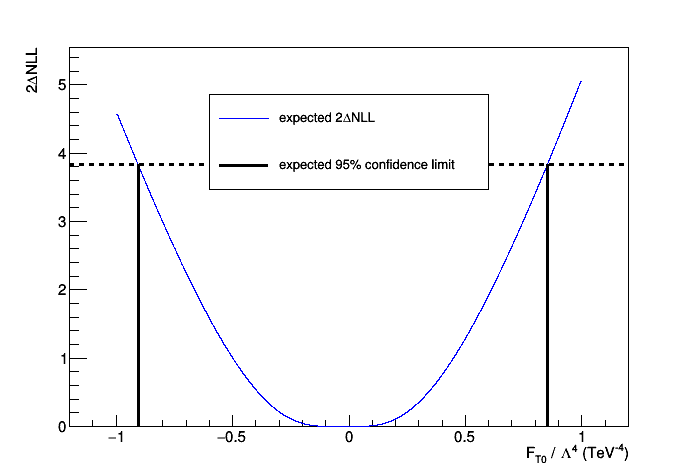 2ΔNLL
5
4
3
2
1
0
expected 2ΔNLL
expected 95% confidence limit
−1 −0.5 0 0.5 1
F_T0 / Λ^4 (TeV^-4)